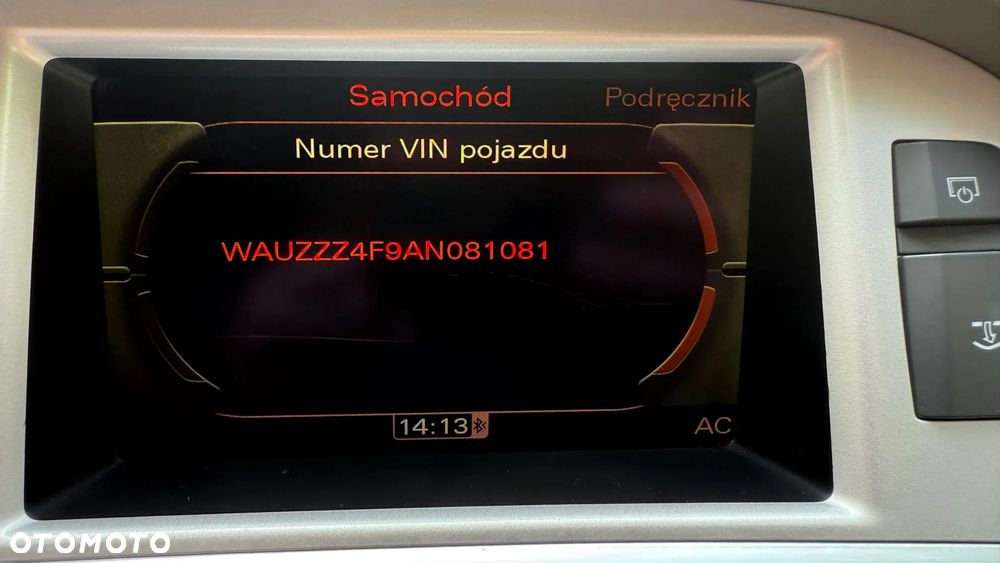 Samochód
Podręcznik
Numer VIN pojazdu
WAUZZZ4F9AN081081
14:13
AC
OTOMOTO